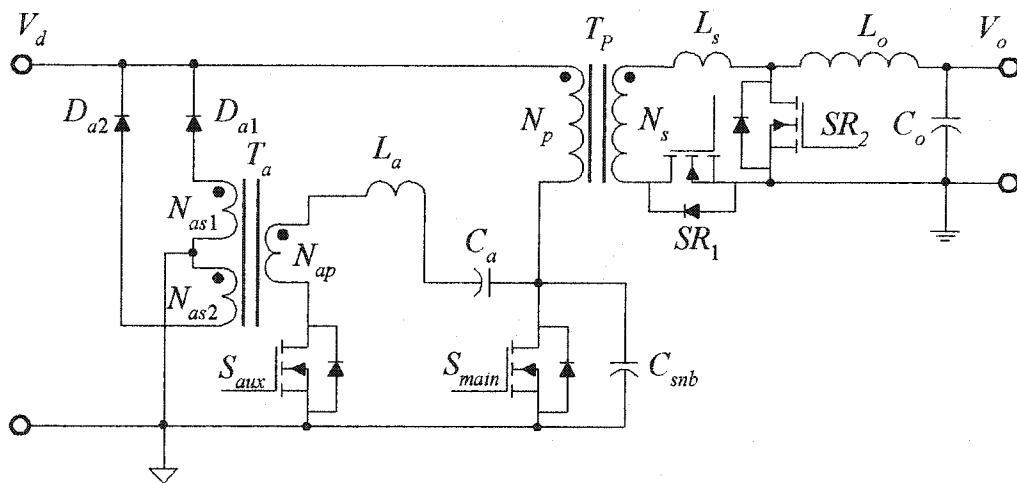 V_d
T_P
L_s
L_o
V_o
D_a2
D_a1
T_a
L_a
N_p
N_s
SR_2
C_o
N_as1
N_ap
C_a
SR_1
N_as2
S_aux
S_main
C_snb